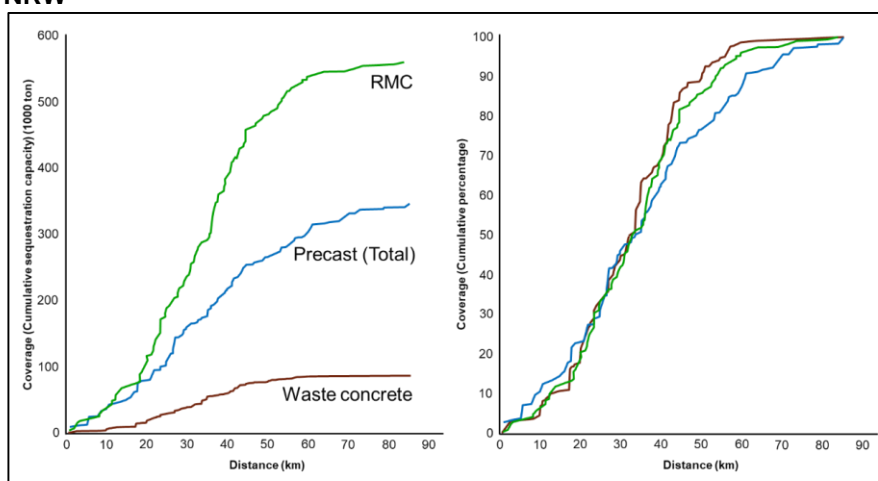 NRW
Coverage (Cumulative sequestration capacity) (1000 ton)
600
500
400
300
200
100
0
RMC
Precast (Total)
Waste concrete
0 10 20 30 40 50 60 70 80 90
Distance (km)
Coverage (Cumulative percentage)
100
90
80
70
60
50
40
30
20
10
0
0 10 20 30 40 50 60 70 80 90
Distance (km)